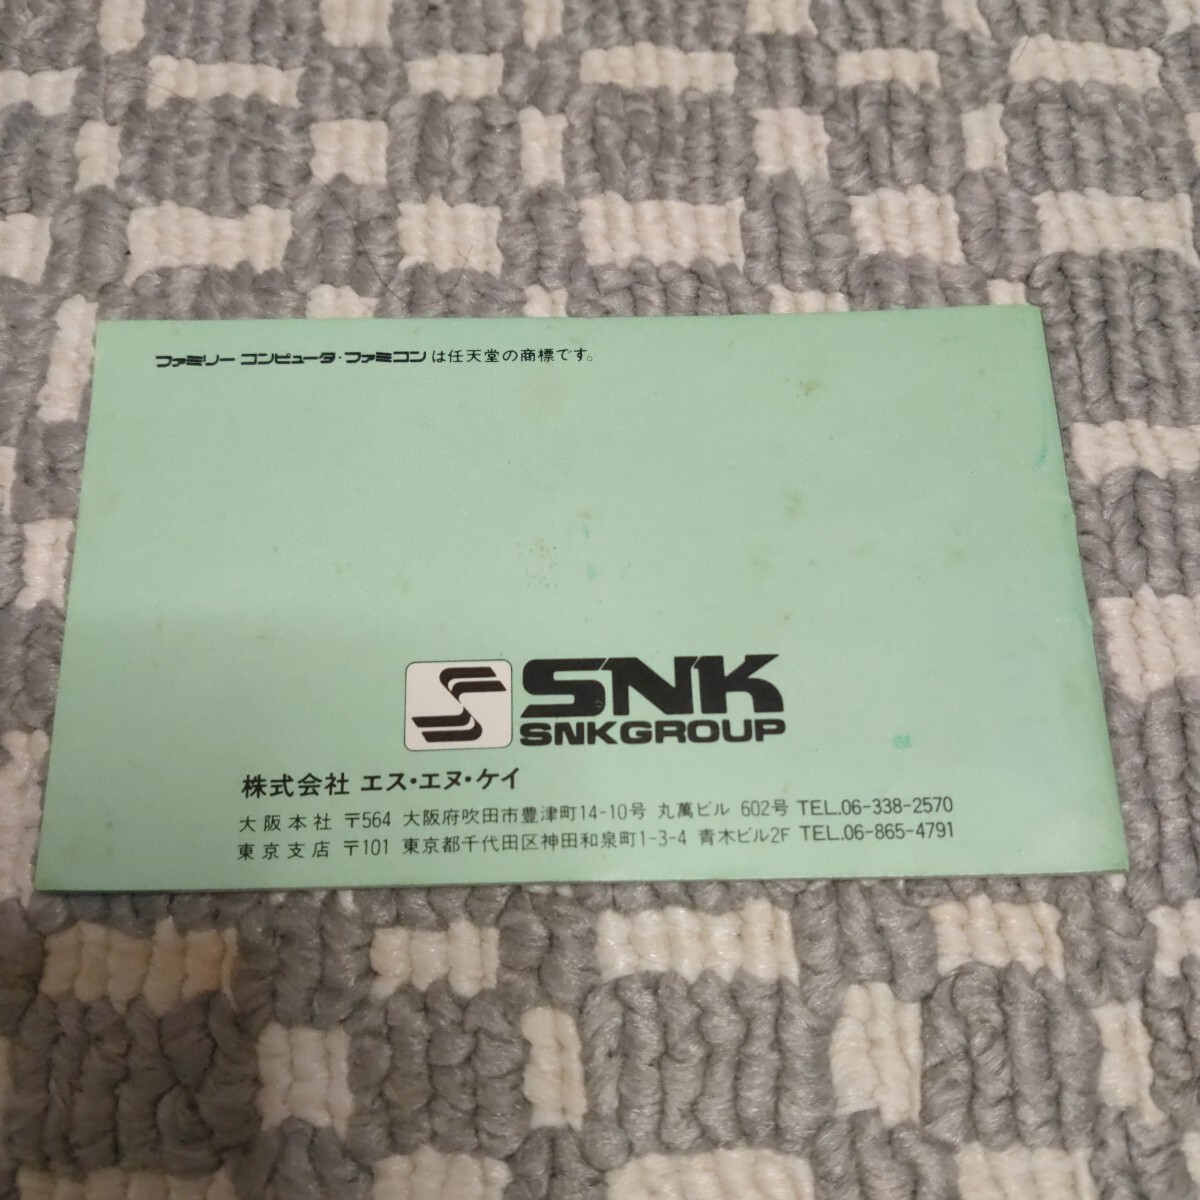 ファミリー コンピュータ・ファミコンは任天堂の商標です。
SNK
SNK GROUP
株式会社 エス・エヌ・ケイ
大阪本社 〒564 大阪府吹田市豊津町14-10号 丸萬ビル 602号 TEL.06-338-2570
東京支店 〒101 東京都千代田区神田和泉町1-3-4 青木ビル2F TEL.06-865-4791